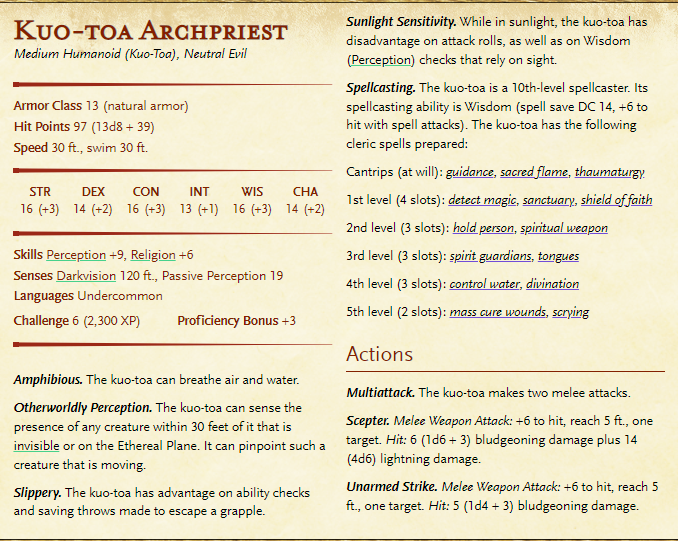 Kuo-toa Archpriest
Medium Humanoid (Kuo-Toa), Neutral Evil
Armor Class 13 (natural armor)
Hit Points 97 (13d8 + 39)
Speed 30 ft., swim 30 ft.
STR DEX CON INT WIS CHA
16 (+3) 14 (+2) 16 (+3) 13 (+1) 16 (+3) 14 (+2)
Skills Perception +9, Religion +6
Senses Darkvision 120 ft., Passive Perception 19
Languages Undercommon
Challenge 6 (2,300 XP) Proficiency Bonus +3
Amphibious. The kuo-toa can breathe air and water.
Otherworldly Perception. The kuo-toa can sense the
presence of any creature within 30 feet of it that is
invisible or on the Ethereal Plane. It can pinpoint such a
creature that is moving.
Slippery. The kuo-toa has advantage on ability checks
and saving throws made to escape a grapple.
Sunlight Sensitivity. While in sunlight, the kuo-toa has
disadvantage on attack rolls, as well as on Wisdom
(Perception) checks that rely on sight.
Spellcasting. The kuo-toa is a 10th-level spellcaster. Its
spellcasting ability is Wisdom (spell save DC 14, +6 to
hit with spell attacks). The kuo-toa has the following
cleric spells prepared:
Cantrips (at will): guidance, sacred flame, thaumaturgy
1st level (4 slots): detect magic, sanctuary, shield of faith
2nd level (3 slots): hold person, spiritual weapon
3rd level (3 slots): spirit guardians, tongues
4th level (3 slots): control water, divination
5th level (2 slots): mass cure wounds, scrying
Actions
Multiattack. The kuo-toa makes two melee attacks.
Scepter. Melee Weapon Attack: +6 to hit, reach 5 ft., one
target. Hit: 6 (1d6 + 3) bludgeoning damage plus 14
(4d6) lightning damage.
Unarmed Strike. Melee Weapon Attack: +6 to hit, reach 5
ft., one target. Hit: 5 (1d4 + 3) bludgeoning damage.